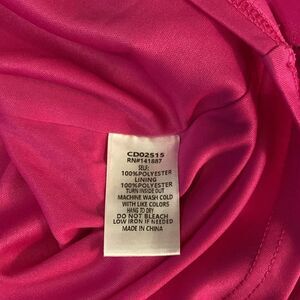 CD02515
RN#141887
SELF:
100%POLYESTER
LINING
100%POLYESTER
TURN INSIDE OUT
MACHINE WASH COLD
WITH LIKE COLORS
HANG TO DRY
DO NOT BLEACH
LOW IRON IF NEEDED
MADE IN CHINA